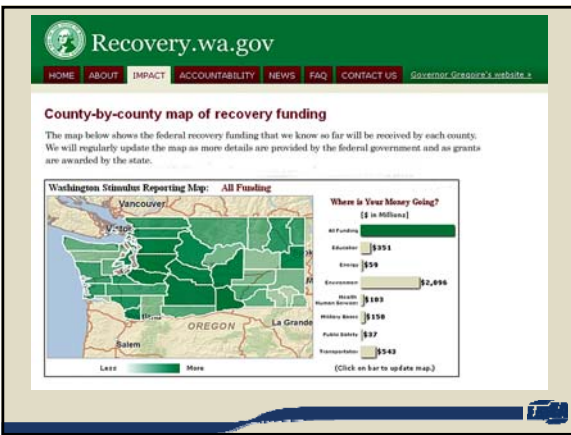 Recovery.wa.gov
HOME ABOUT IMPACT ACCOUNTABILITY NEWS FAQ CONTACT US Governor Gregoire's website »
County-by-county map of recovery funding
The map below shows the federal recovery funding that we know so far will be received by each county.
We will regularly update the map as more details are provided by the federal government and as grants
are awarded by the state.
Washington Stimulus Reporting Map: All Funding
Vancouver
OREGON
La Grande
Salem
Less More
Where is Your Money Going?
($ in Millions)
All Funding
Education $351
Energy $59
Environment $2,896
Health
Human Services $183
Military Bases $158
Public Safety $37
Transportation $543
(Click on bar to update map.)